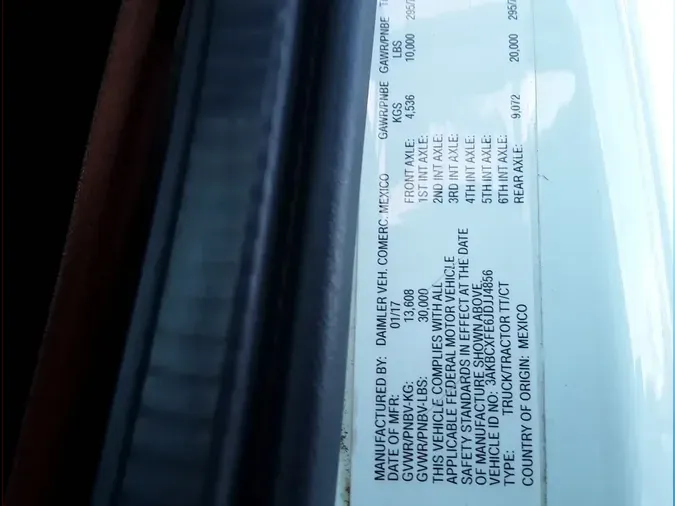 MANUFACTURED BY: DAIMLER VEH. COMERC. MEXICO GAWR/PNBE GAWR/PNBE
DATE OF MFR: 01/17 KGS LBS
GVWR/PNBV-KG: 13,608 FRONT AXLE: 4,536 10,000 295/
GVWR/PNBV-LBS: 30,000 1ST INT AXLE:
THIS VEHICLE COMPLIES WITH ALL 2ND INT AXLE:
APPLICABLE FEDERAL MOTOR VEHICLE 3RD INT AXLE:
SAFETY STANDARDS IN EFFECT AT THE DATE 4TH INT AXLE:
OF MANUFACTURE SHOWN ABOVE. 5TH INT AXLE:
VEHICLE ID NO: 3AKBCXFE6JDJJ4856 6TH INT AXLE:
TYPE: TRUCK/TRACTOR TT/CT REAR AXLE: 9,072 20,000 295/
COUNTRY OF ORIGIN: MEXICO